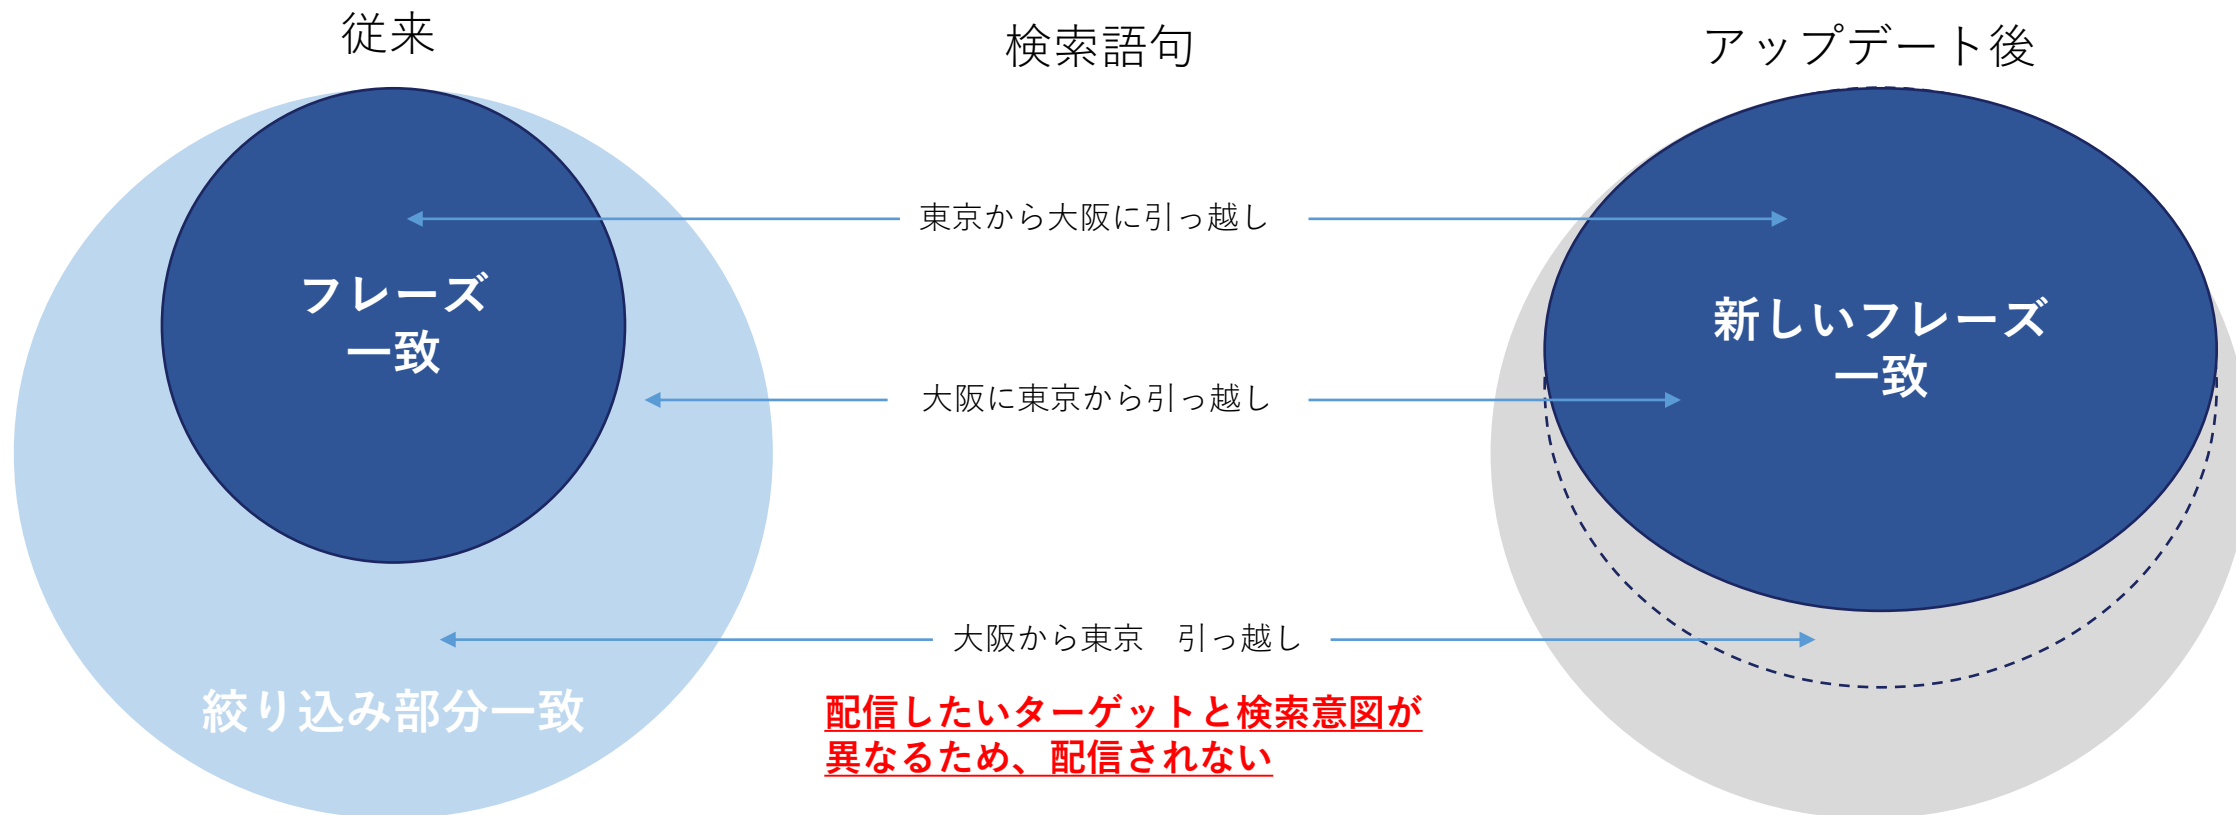 従来
検索語句
アップデート後
東京から大阪に引っ越し
フレーズ
一致
新しいフレーズ
一致
大阪に東京から引っ越し
大阪から東京　引っ越し
絞り込み部分一致
配信したいターゲットと検索意図が
異なるため、配信されない